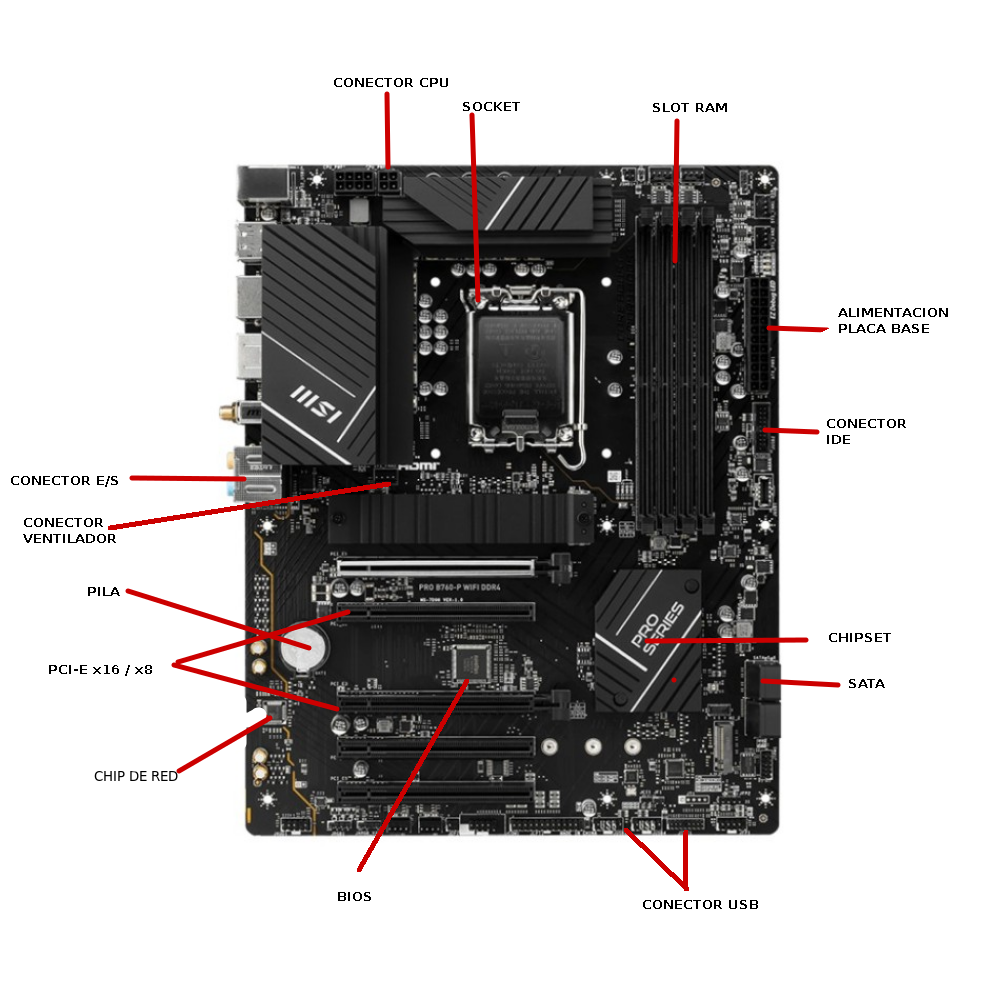 CONECTOR CPU
SOCKET
SLOT RAM
ALIMENTACION
PLACA BASE
CONECTOR
IDE
msi
CONECTOR E/S
CONECTOR
VENTILADOR
PRO B760-P WIFI DDR4
PILA
PRO
SERIES
CHIPSET
PCI-E x16 / x8
SATA
CHIP DE RED
BIOS
CONECTOR USB